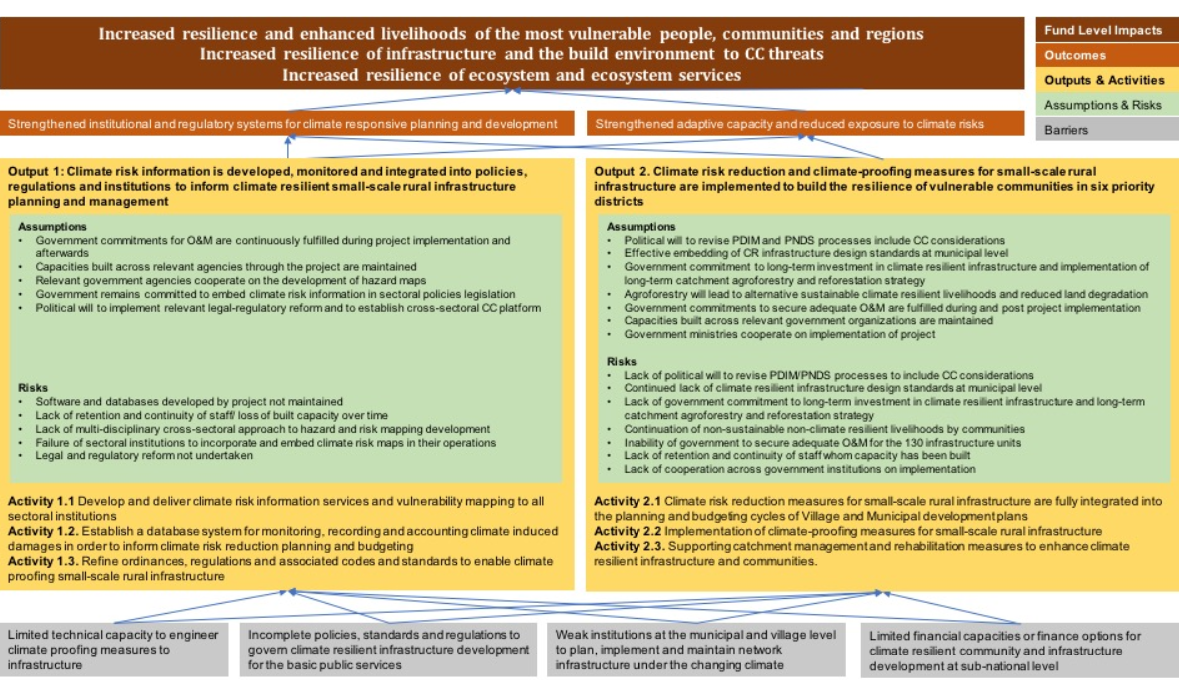 Increased resilience and enhanced livelihoods of the most vulnerable people, communities and regions
Increased resilience of infrastructure and the build environment to CC threats
Increased resilience of ecosystem and ecosystem services
Fund Level Impacts
Outcomes
Outputs & Activities
Assumptions & Risks
Barriers
Strengthened institutional and regulatory systems for climate responsive planning and development
Strengthened adaptive capacity and reduced exposure to climate risks
Output 1: Climate risk information is developed, monitored and integrated into policies,
regulations and institutions to inform climate resilient small-scale rural infrastructure
planning and management
Assumptions
• Government commitments for O&M are continuously fulfilled during project implementation and
afterwards
• Capacities built across relevant agencies through the project are maintained
• Relevant government agencies cooperate on the development of hazard maps
• Government remains committed to embed climate risk information in sectoral policies legislation
• Political will to implement relevant legal-regulatory reform and to establish cross-sectoral CC platform
Risks
• Software and databases developed by project not maintained
• Lack of retention and continuity of staff/ loss of built capacity over time
• Lack of multi-disciplinary cross-sectoral approach to hazard and risk mapping development
• Failure of sectoral institutions to incorporate and embed climate risk maps in their operations
• Legal and regulatory reform not undertaken
Activity 1.1 Develop and deliver climate risk information services and vulnerability mapping to all
sectoral institutions
Activity 1.2. Establish a database system for monitoring, recording and accounting climate induced
damages in order to inform climate risk reduction planning and budgeting
Activity 1.3. Refine ordinances, regulations and associated codes and standards to enable climate
proofing small-scale rural infrastructure
Output 2. Climate risk reduction and climate-proofing measures for small-scale rural
infrastructure are implemented to build the resilience of vulnerable communities in six priority
districts
Assumptions
• Political will to revise PDIM and PNDS processes include CC considerations
• Effective embedding of CR infrastructure design standards at municipal level
• Government commitment to long-term investment in climate resilient infrastructure and implementation of
long-term catchment agroforestry and reforestation strategy
• Agroforestry will lead to alternative sustainable climate resilient livelihoods and reduced land degradation
• Government commitments to secure adequate O&M are fulfilled during and post project implementation
• Capacities built across relevant government organizations are maintained
• Government ministries cooperate on implementation of project
Risks
• Lack of political will to revise PDIM/PNDS processes to include CC considerations
• Continued lack of climate resilient infrastructure design standards at municipal level
• Lack of government commitment to long-term investment in climate resilient infrastructure and long-term
catchment agroforestry and reforestation strategy
• Continuation of non-sustainable non-climate resilient livelihoods by communities
• Inability of government to secure adequate O&M for the 130 infrastructure units
• Lack of retention and continuity of staff whom capacity has been built
• Lack of cooperation across government institutions on implementation
Activity 2.1 Climate risk reduction measures for small-scale rural infrastructure are fully integrated into
the planning and budgeting cycles of Village and Municipal development plans
Activity 2.2 Implementation of climate-proofing measures for small-scale rural infrastructure
Activity 2.3. Supporting catchment management and rehabilitation measures to enhance climate
resilient infrastructure and communities.
Limited technical capacity to engineer
climate proofing measures to
infrastructure
Incomplete policies, standards and regulations to
govern climate resilient infrastructure development
for the basic public services
Weak institutions at the municipal and village level
to plan, implement and maintain network
infrastructure under the changing climate
Limited financial capacities or finance options for
climate resilient community and infrastructure
development at sub-national level